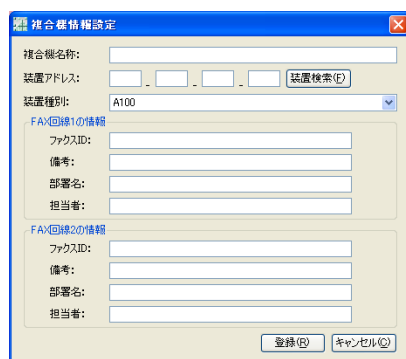 複合機情報設定
複合機名称:
装置アドレス: . . . 装置検索(F)
装置種別: A100
FAX回線1の情報
ファクスID:
備考:
部署名:
担当者:
FAX回線2の情報
ファクスID:
備考:
部署名:
担当者:
登録(R) キャンセル(C)